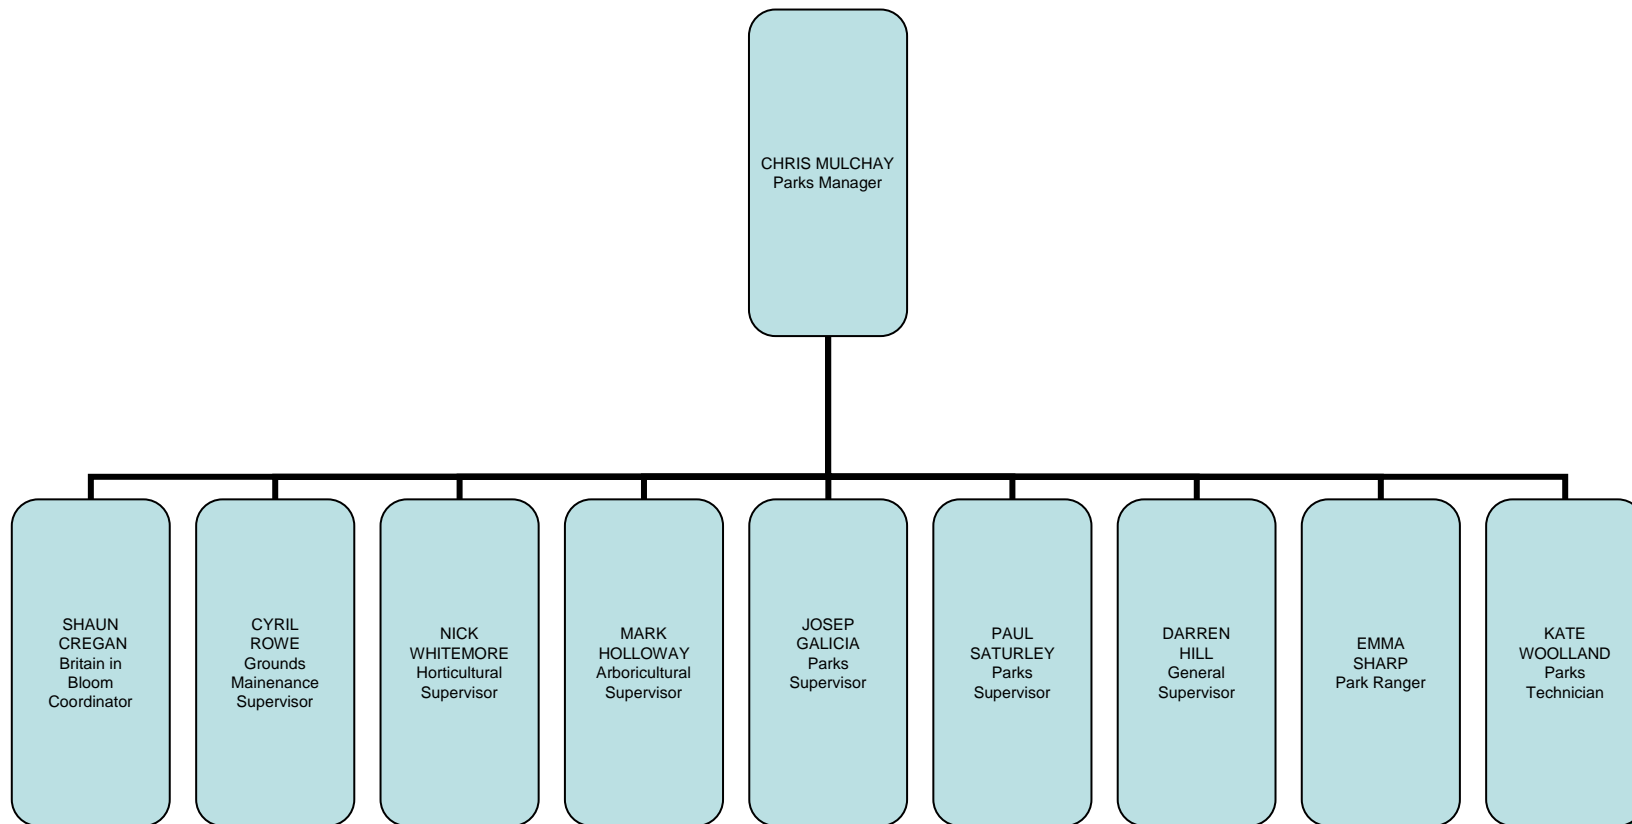 CHRIS MULCHAY
Parks Manager
SHAUN
CREGAN
Britain in
Bloom
Coordinator
CYRIL
ROWE
Grounds
Mainenance
Supervisor
NICK
WHITEMORE
Horticultural
Supervisor
MARK
HOLLOWAY
Arboricultural
Supervisor
JOSEP
GALICIA
Parks
Supervisor
PAUL
SATURLEY
Parks
Supervisor
DARREN
HILL
General
Supervisor
EMMA
SHARP
Park Ranger
KATE
WOOLLAND
Parks
Technician